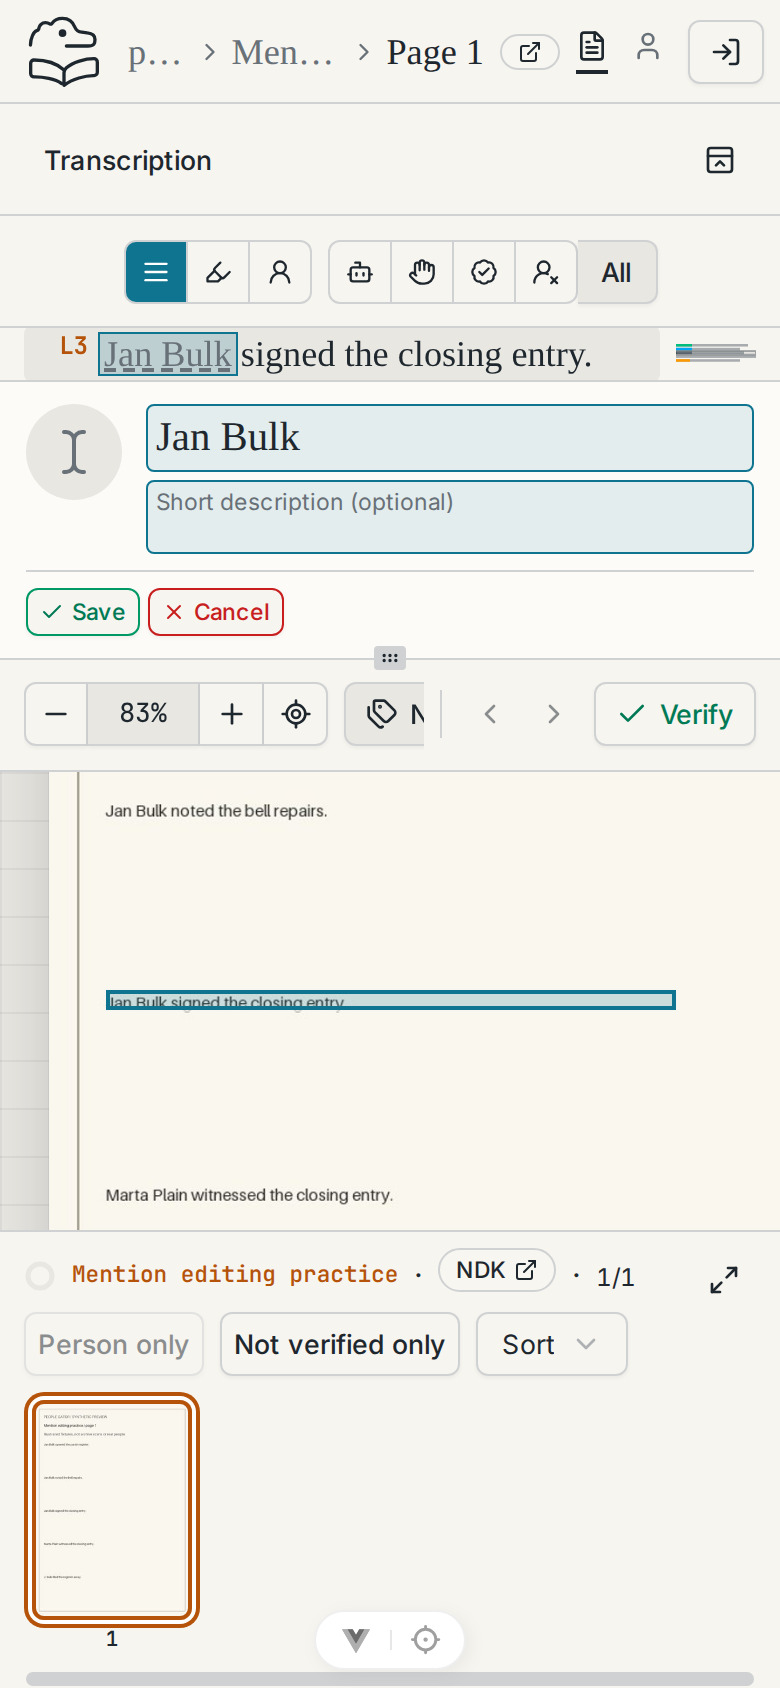 p… > Men… > Page 1
Transcription
All
L3 Jan Bulk signed the closing entry.
Jan Bulk
Short description (optional)
Save Cancel
83% Verify
Jan Bulk noted the bell repairs.
Jan Bulk signed the closing entry.
Marta Plain witnessed the closing entry.
Mention editing practice · NDK · 1/1
Person only Not verified only Sort
1